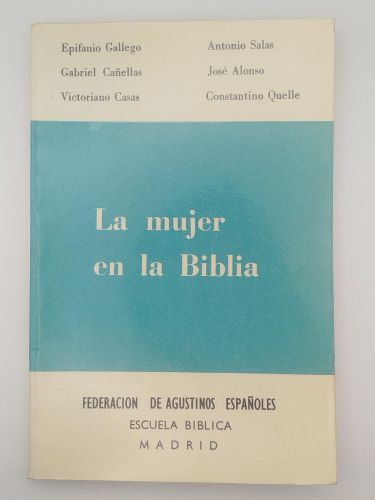 Epifanio Gallego Antonio Salas
Gabriel Cañellas José Alonso
Victoriano Casas Constantino Quelle
La mujer
en la Biblia
FEDERACION DE AGUSTINOS ESPAÑOLES
ESCUELA BIBLICA
MADRID